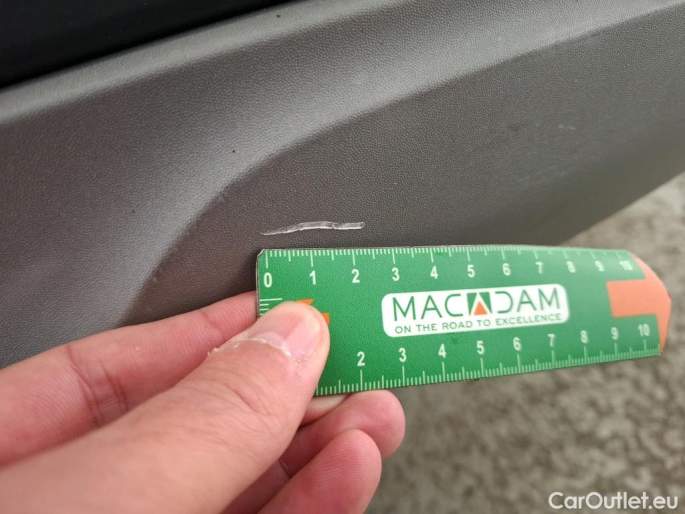 0 1 2 3 4 5 6 7 8 9 10
MACADAM
ON THE ROAD TO EXCELLENCE
2 3 4 5 6 7 8 9 10
CarOutlet.eu